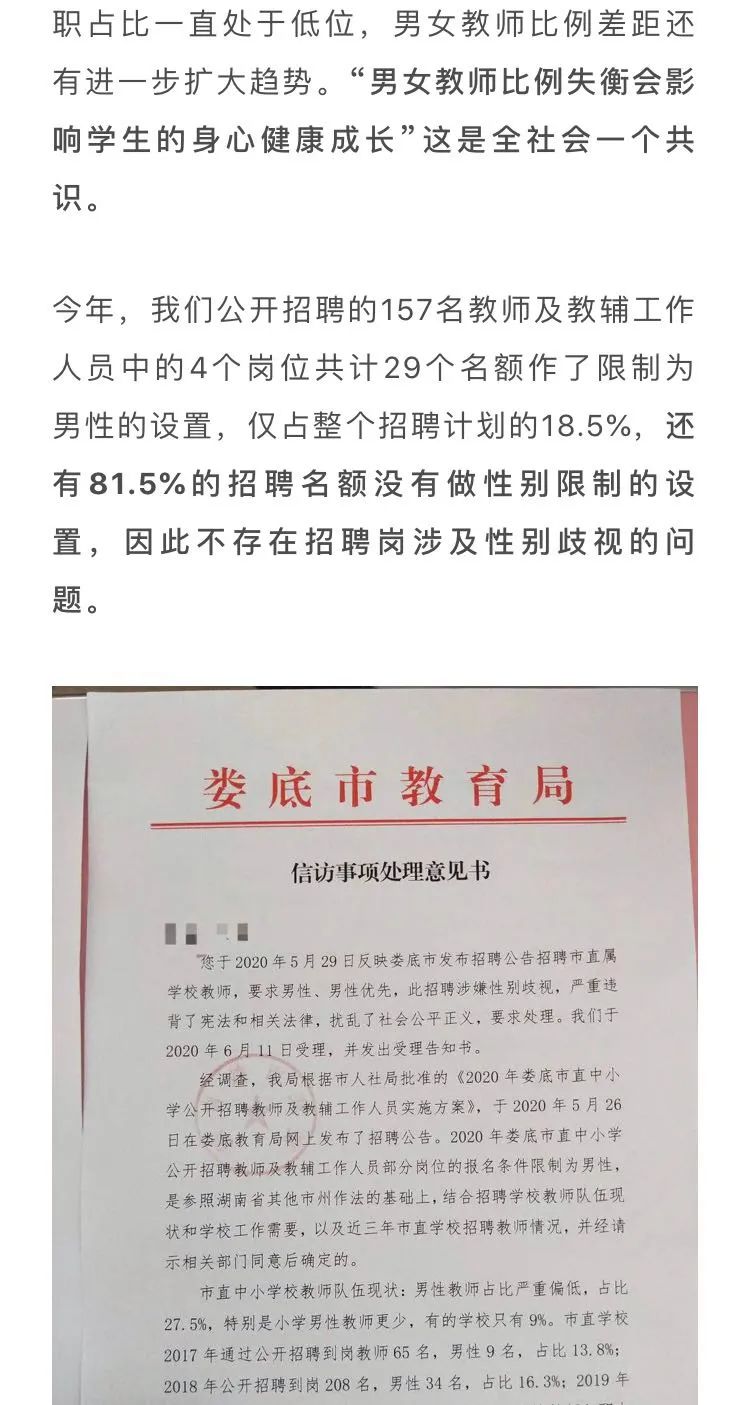 职占比一直处于低位，男女教师比例差距还
有进一步扩大趋势。“男女教师比例失衡会影
响学生的身心健康成长”这是全社会一个共
识。
今年，我们公开招聘的157名教师及教辅工作
人员中的4个岗位共计29个名额作了限制为
男性的设置，仅占整个招聘计划的18.5%，还
有81.5%的招聘名额没有做性别限制的设
置，因此不存在招聘岗涉及性别歧视的问
题。
娄底市教育局
信访事项处理意见书
您于2020年5月29日反映娄底市发布招聘公告招聘市直属
学校教师，要求男性、男性优先，此招聘涉嫌性别歧视，严重违
背了宪法和相关法律，扰乱了社会公平正义，要求处理。我们于
2020年6月11日受理，并发出受理告知书。
经调查，我局根据市人社局批准的《2020年娄底市直中小
学公开招聘教师及教辅工作人员实施方案》，于2020年5月26
日在娄底教育局网上发布了招聘公告。2020年娄底市直中小学
公开招聘教师及教辅工作人员部分岗位的报名条件限制为男性，
是参照湖南省其他市州作法的基础上，结合招聘学校教师队伍现
状和学校工作需要，以及近三年市直学校招聘教师情况，并经请
示相关部门同意后确定的。
市直中小学校教师队伍现状：男性教师占比严重偏低，占比
27.5%，特别是小学男性教师更少，有的学校只有9%。市直学校
2017年通过公开招聘到岗教师65名，男性9名，占比13.8%；
2018年公开招聘到岗208名，男性34名，占比16.3%；2019年